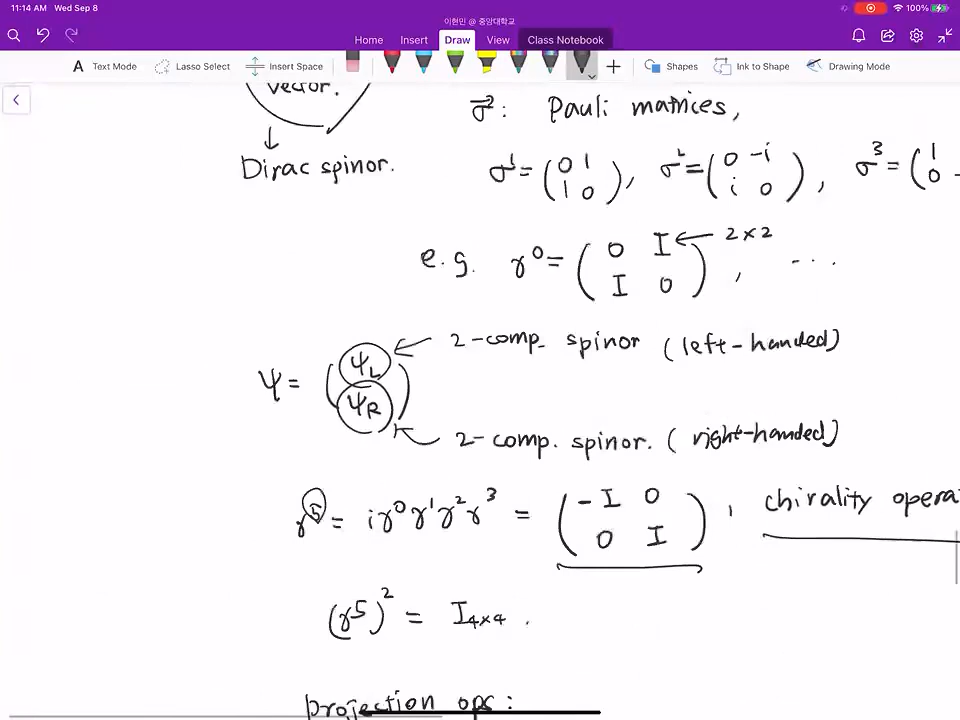 11:14 AM Wed Sep 8
100%
이현민 @ 중앙대학교
Home Insert Draw View Class Notebook
Text Mode Lasso Select Insert Space Shapes Ink to Shape Drawing Mode
vector.
Dirac spinor.
σ⃗: Pauli matrices,
σ¹ = (0 1; 1 0), σ² = (0 -i; i 0), σ³ = (1; 0 -
e.g. γ⁰ = (0 I; I 0), ← 2×2 ...
ψ = (ψ_L; ψ_R)
2-comp. spinor (left-handed)
2-comp. spinor. (right-handed)
γ⁵ = iγ⁰γ¹γ²γ³ = (-I 0; 0 I), chirality opera
(γ⁵)² = I₄ₓ₄.
projection ops: